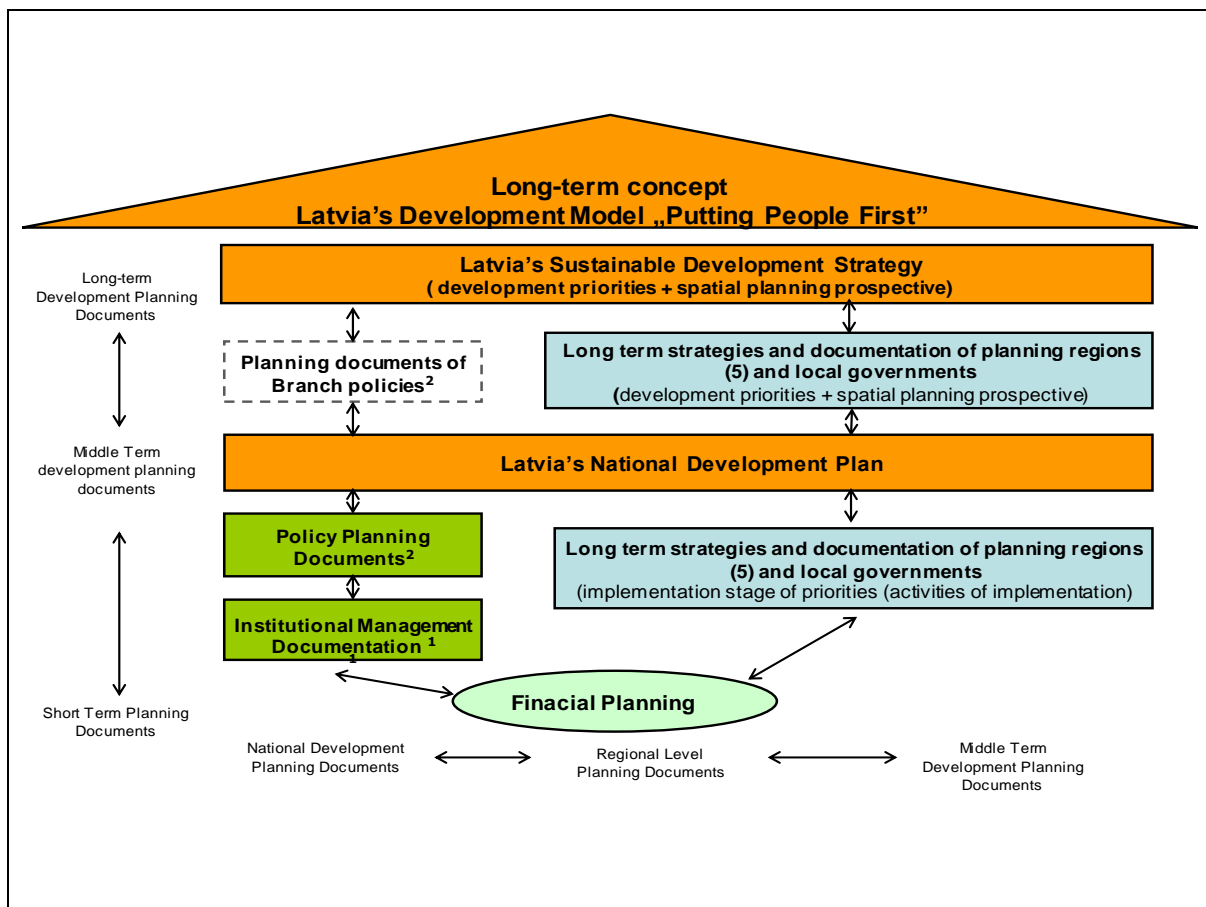 Long-term concept
Latvia's Development Model „Putting People First”
Latvia's Sustainable Development Strategy
( development priorities + spatial planning prospective)
Long-term
Development Planning
Documents
Planning documents of
Branch policies²
Long term strategies and documentation of planning regions
(5) and local governments
(development priorities + spatial planning prospective)
Middle Term
development planning
documents
Latvia's National Development Plan
Policy Planning
Documents²
Long term strategies and documentation of planning regions
(5) and local governments
(implementation stage of priorities (activities of implementation)
Institutional Management
Documentation ¹
1
Finacial Planning
Short Term Planning
Documents
National Development
Planning Documents
Regional Level
Planning Documents
Middle Term
Development Planning
Documents